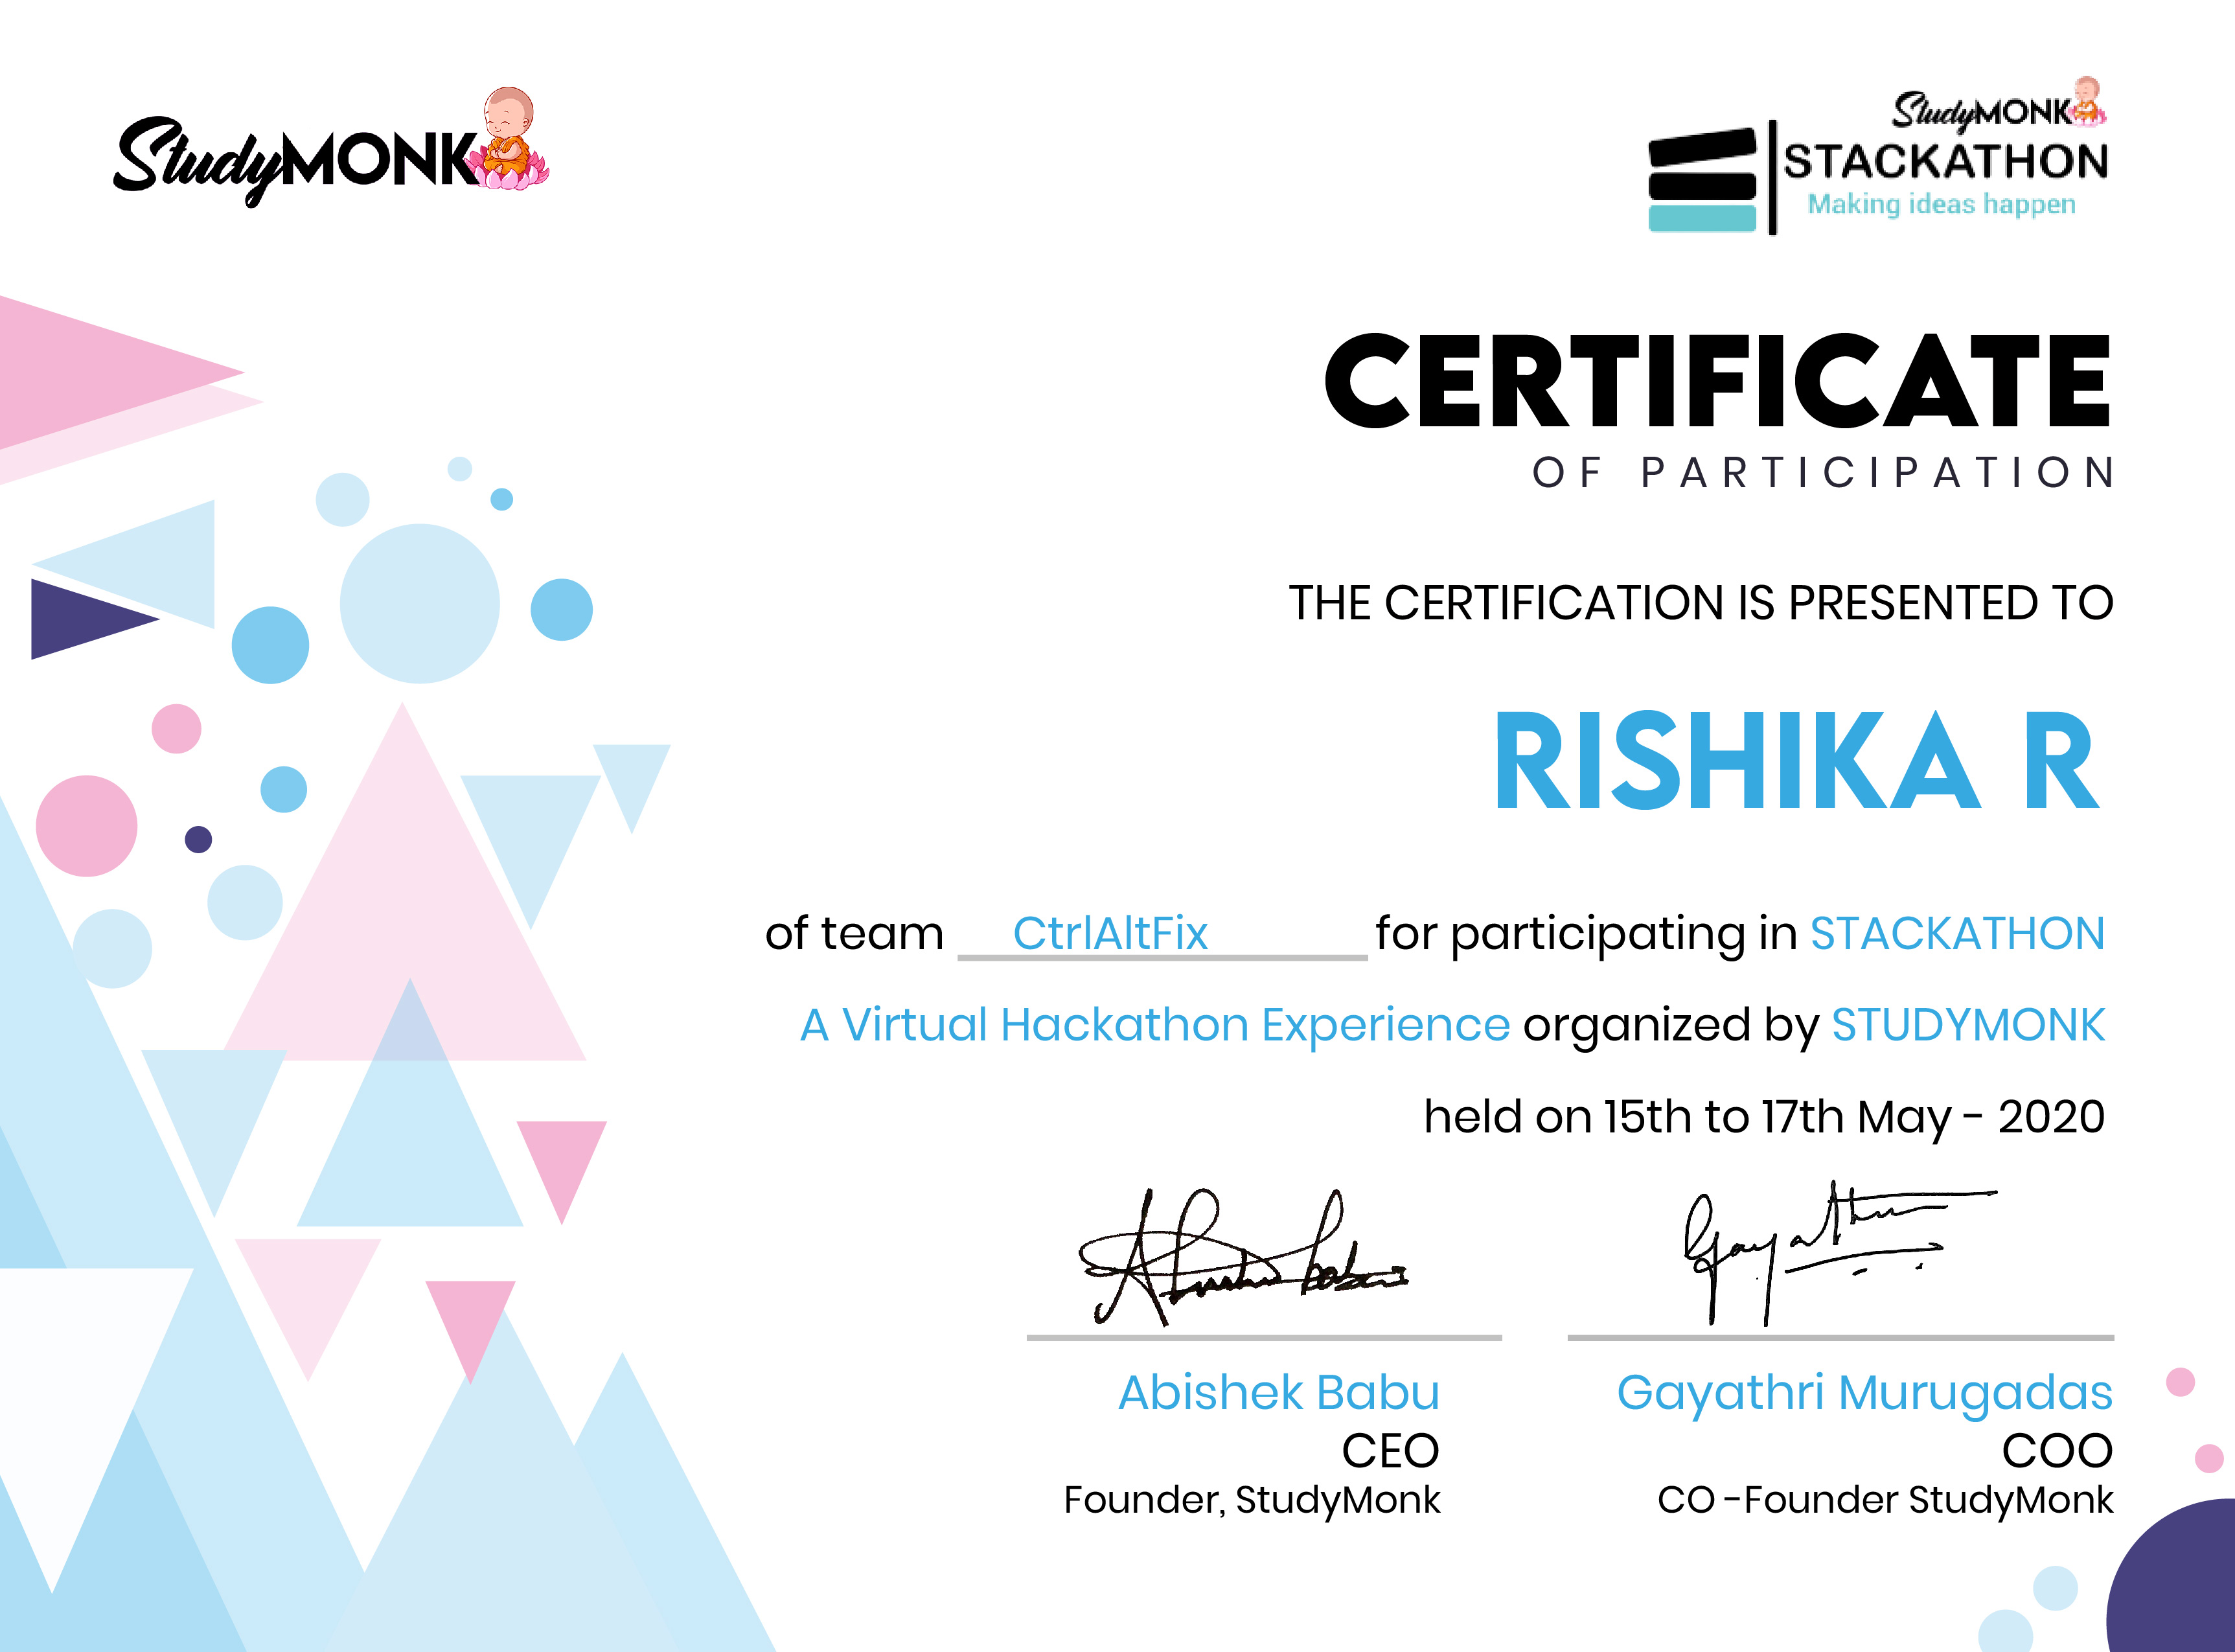 StudyMONK
StudyMONK
STACKATHON
Making ideas happen
CERTIFICATE
OF PARTICIPATION
THE CERTIFICATION IS PRESENTED TO
RISHIKA R
of team CtrlAltFix for participating in STACKATHON
A Virtual Hackathon Experience organized by STUDYMONK
held on 15th to 17th May - 2020
Abishek Babu
CEO
Founder, StudyMonk
Gayathri Murugadas
COO
CO -Founder StudyMonk